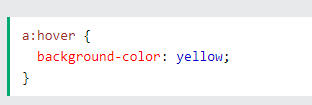 a:hover {
  background-color: yellow;
}